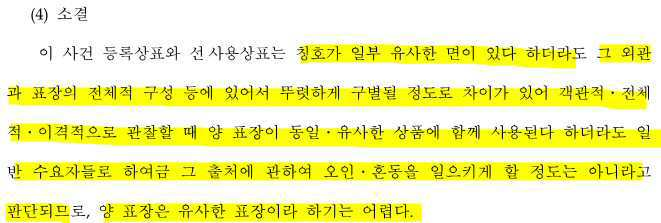 (4) 소결
이 사건 등록상표와 선사용상표는 칭호가 일부 유사한 면이 있다 하더라도 그 외관
과 표장의 전체적 구성 등에 있어서 뚜렷하게 구별될 정도로 차이가 있어 객관적·전체
적·이격적으로 관찰할 때 양 표장이 동일·유사한 상품에 함께 사용된다 하더라도 일
반 수요자들로 하여금 그 출처에 관하여 오인·혼동을 일으키게 할 정도는 아니라고
판단되므로, 양 표장은 유사한 표장이라 하기는 어렵다.